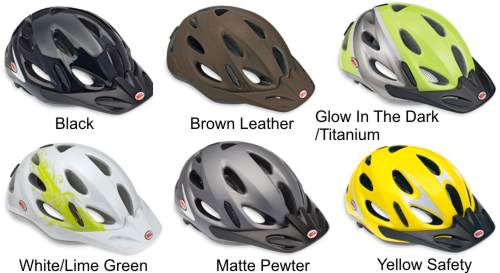 Black
Brown Leather
Glow In The Dark
/Titanium
White/Lime Green
Matte Pewter
Yellow Safety